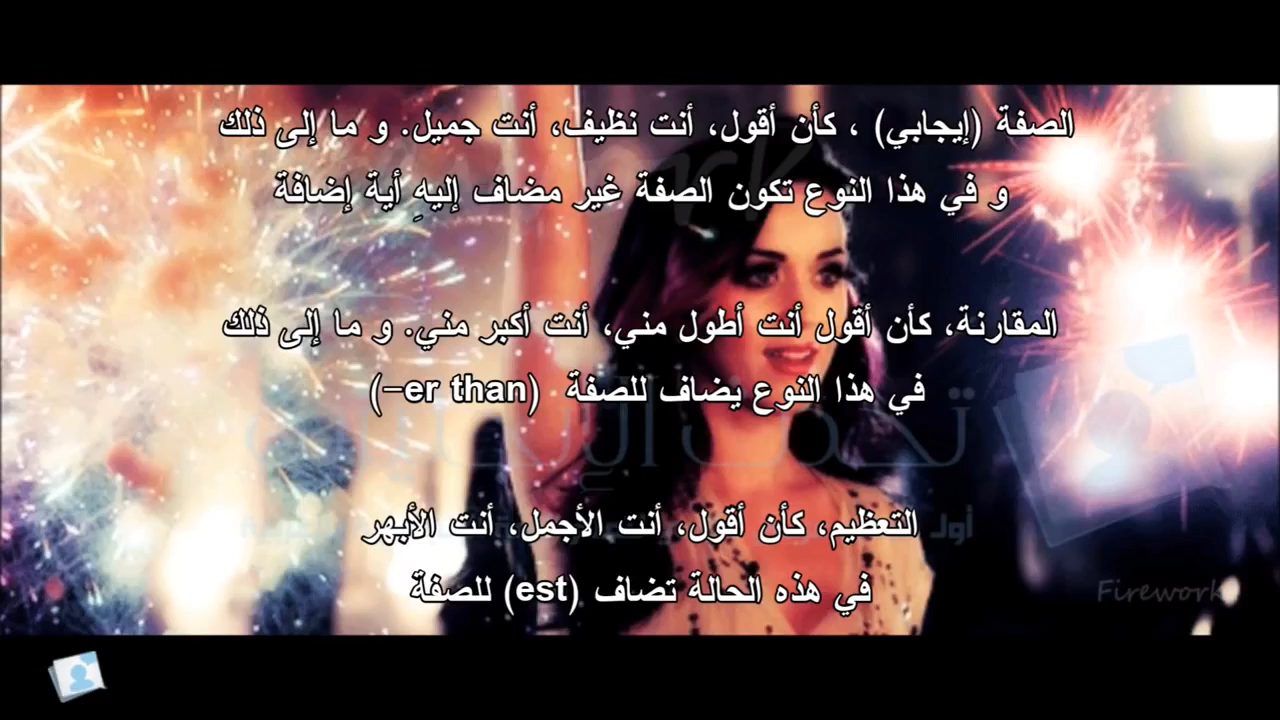 الصفة (إيجابي) ، كأن أقول، أنت نظيف، أنت جميل. و ما إلى ذلك
و في هذا النوع تكون الصفة غير مضاف إليهِ أية إضافة
المقارنة، كأن أقول أنت أطول مني، أنت أكبر مني. و ما إلى ذلك
في هذا النوع يضاف للصفة (-er than)
التعظيم، كأن أقول، أنت الأجمل، أنت الأبهر
في هذه الحالة تضاف (est) للصفة
أول
Firework